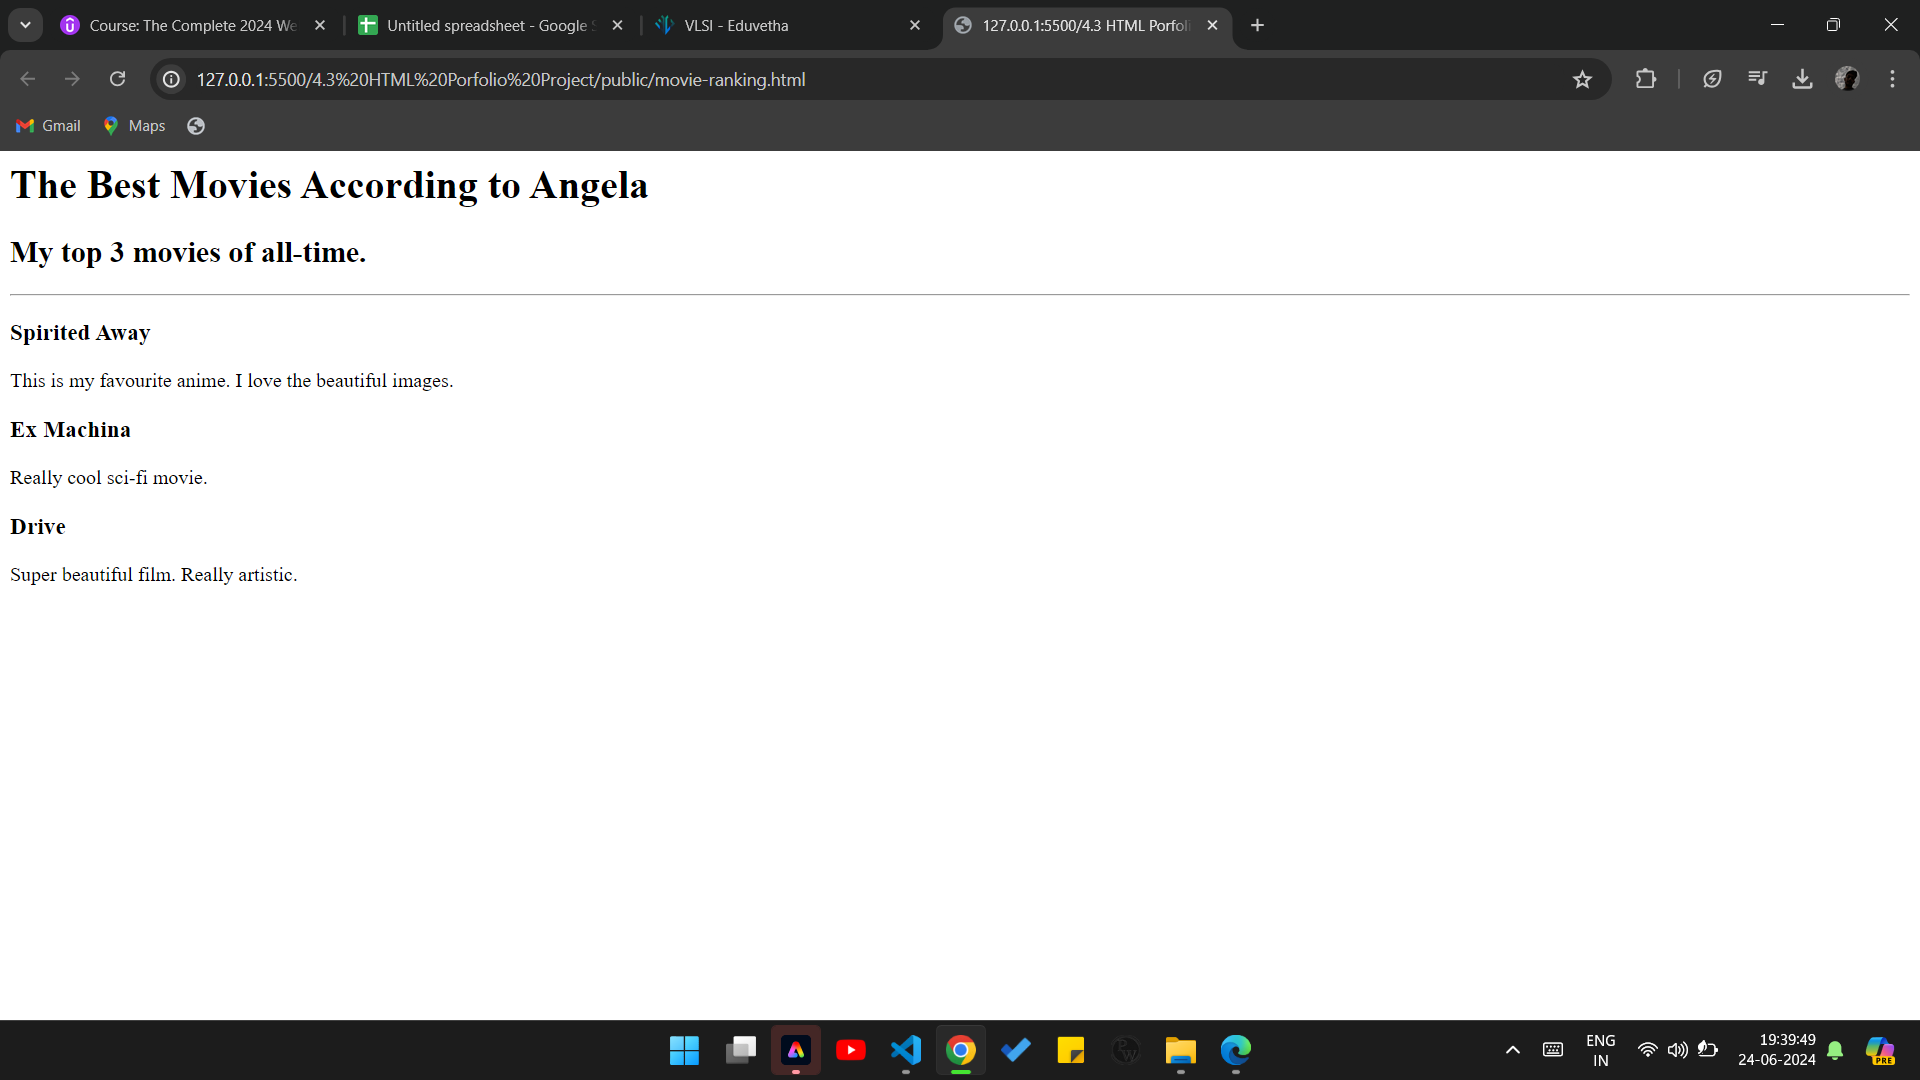 Course: The Complete 2024 We
Untitled spreadsheet - Google S
VLSI - Eduvetha
127.0.0.1:5500/4.3 HTML Porfoli
127.0.0.1:5500/4.3%20HTML%20Porfolio%20Project/public/movie-ranking.html
Gmail
Maps
The Best Movies According to Angela
My top 3 movies of all-time.
Spirited Away
This is my favourite anime. I love the beautiful images.
Ex Machina
Really cool sci-fi movie.
Drive
Super beautiful film. Really artistic.
ENG
IN
19:39:49
24-06-2024
PRE